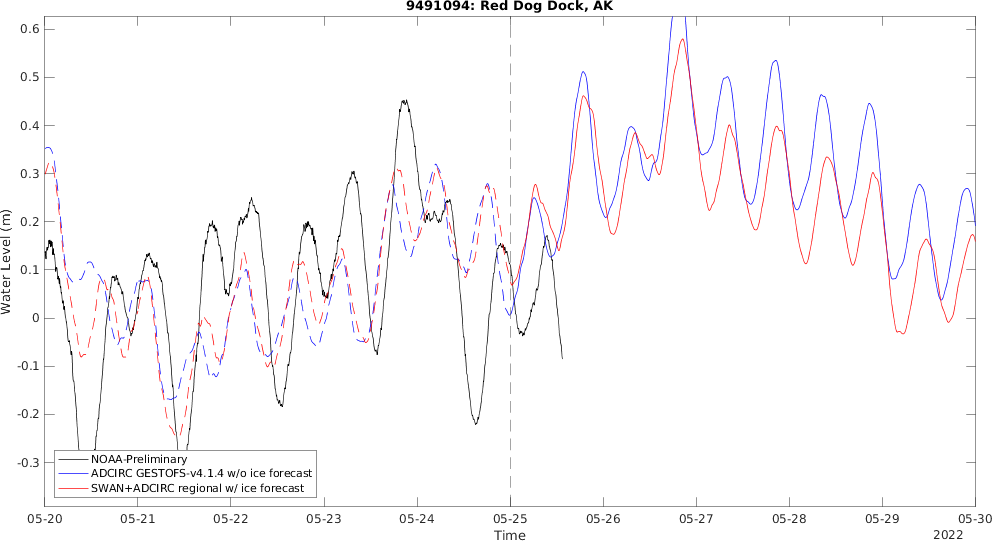 9491094: Red Dog Dock, AK
0.6
0.5
0.4
0.3
0.2
0.1
0
-0.1
-0.2
-0.3
Water Level (m)
NOAA-Preliminary
ADCIRC GESTOFS-v4.1.4 w/o ice forecast
SWAN+ADCIRC regional w/ ice forecast
05-20 05-21 05-22 05-23 05-24 05-25 05-26 05-27 05-28 05-29 05-30
Time
2022